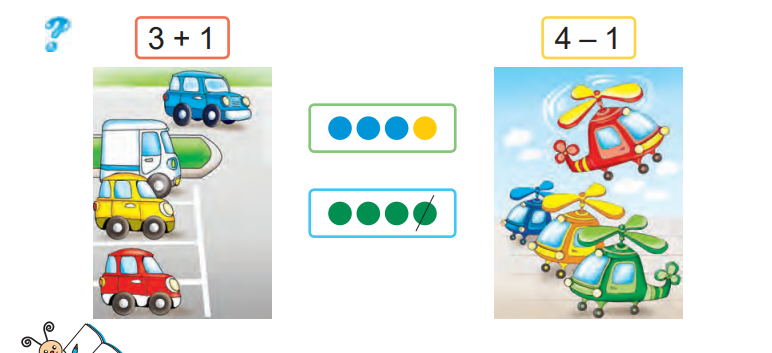 ?
3 + 1
4 – 1